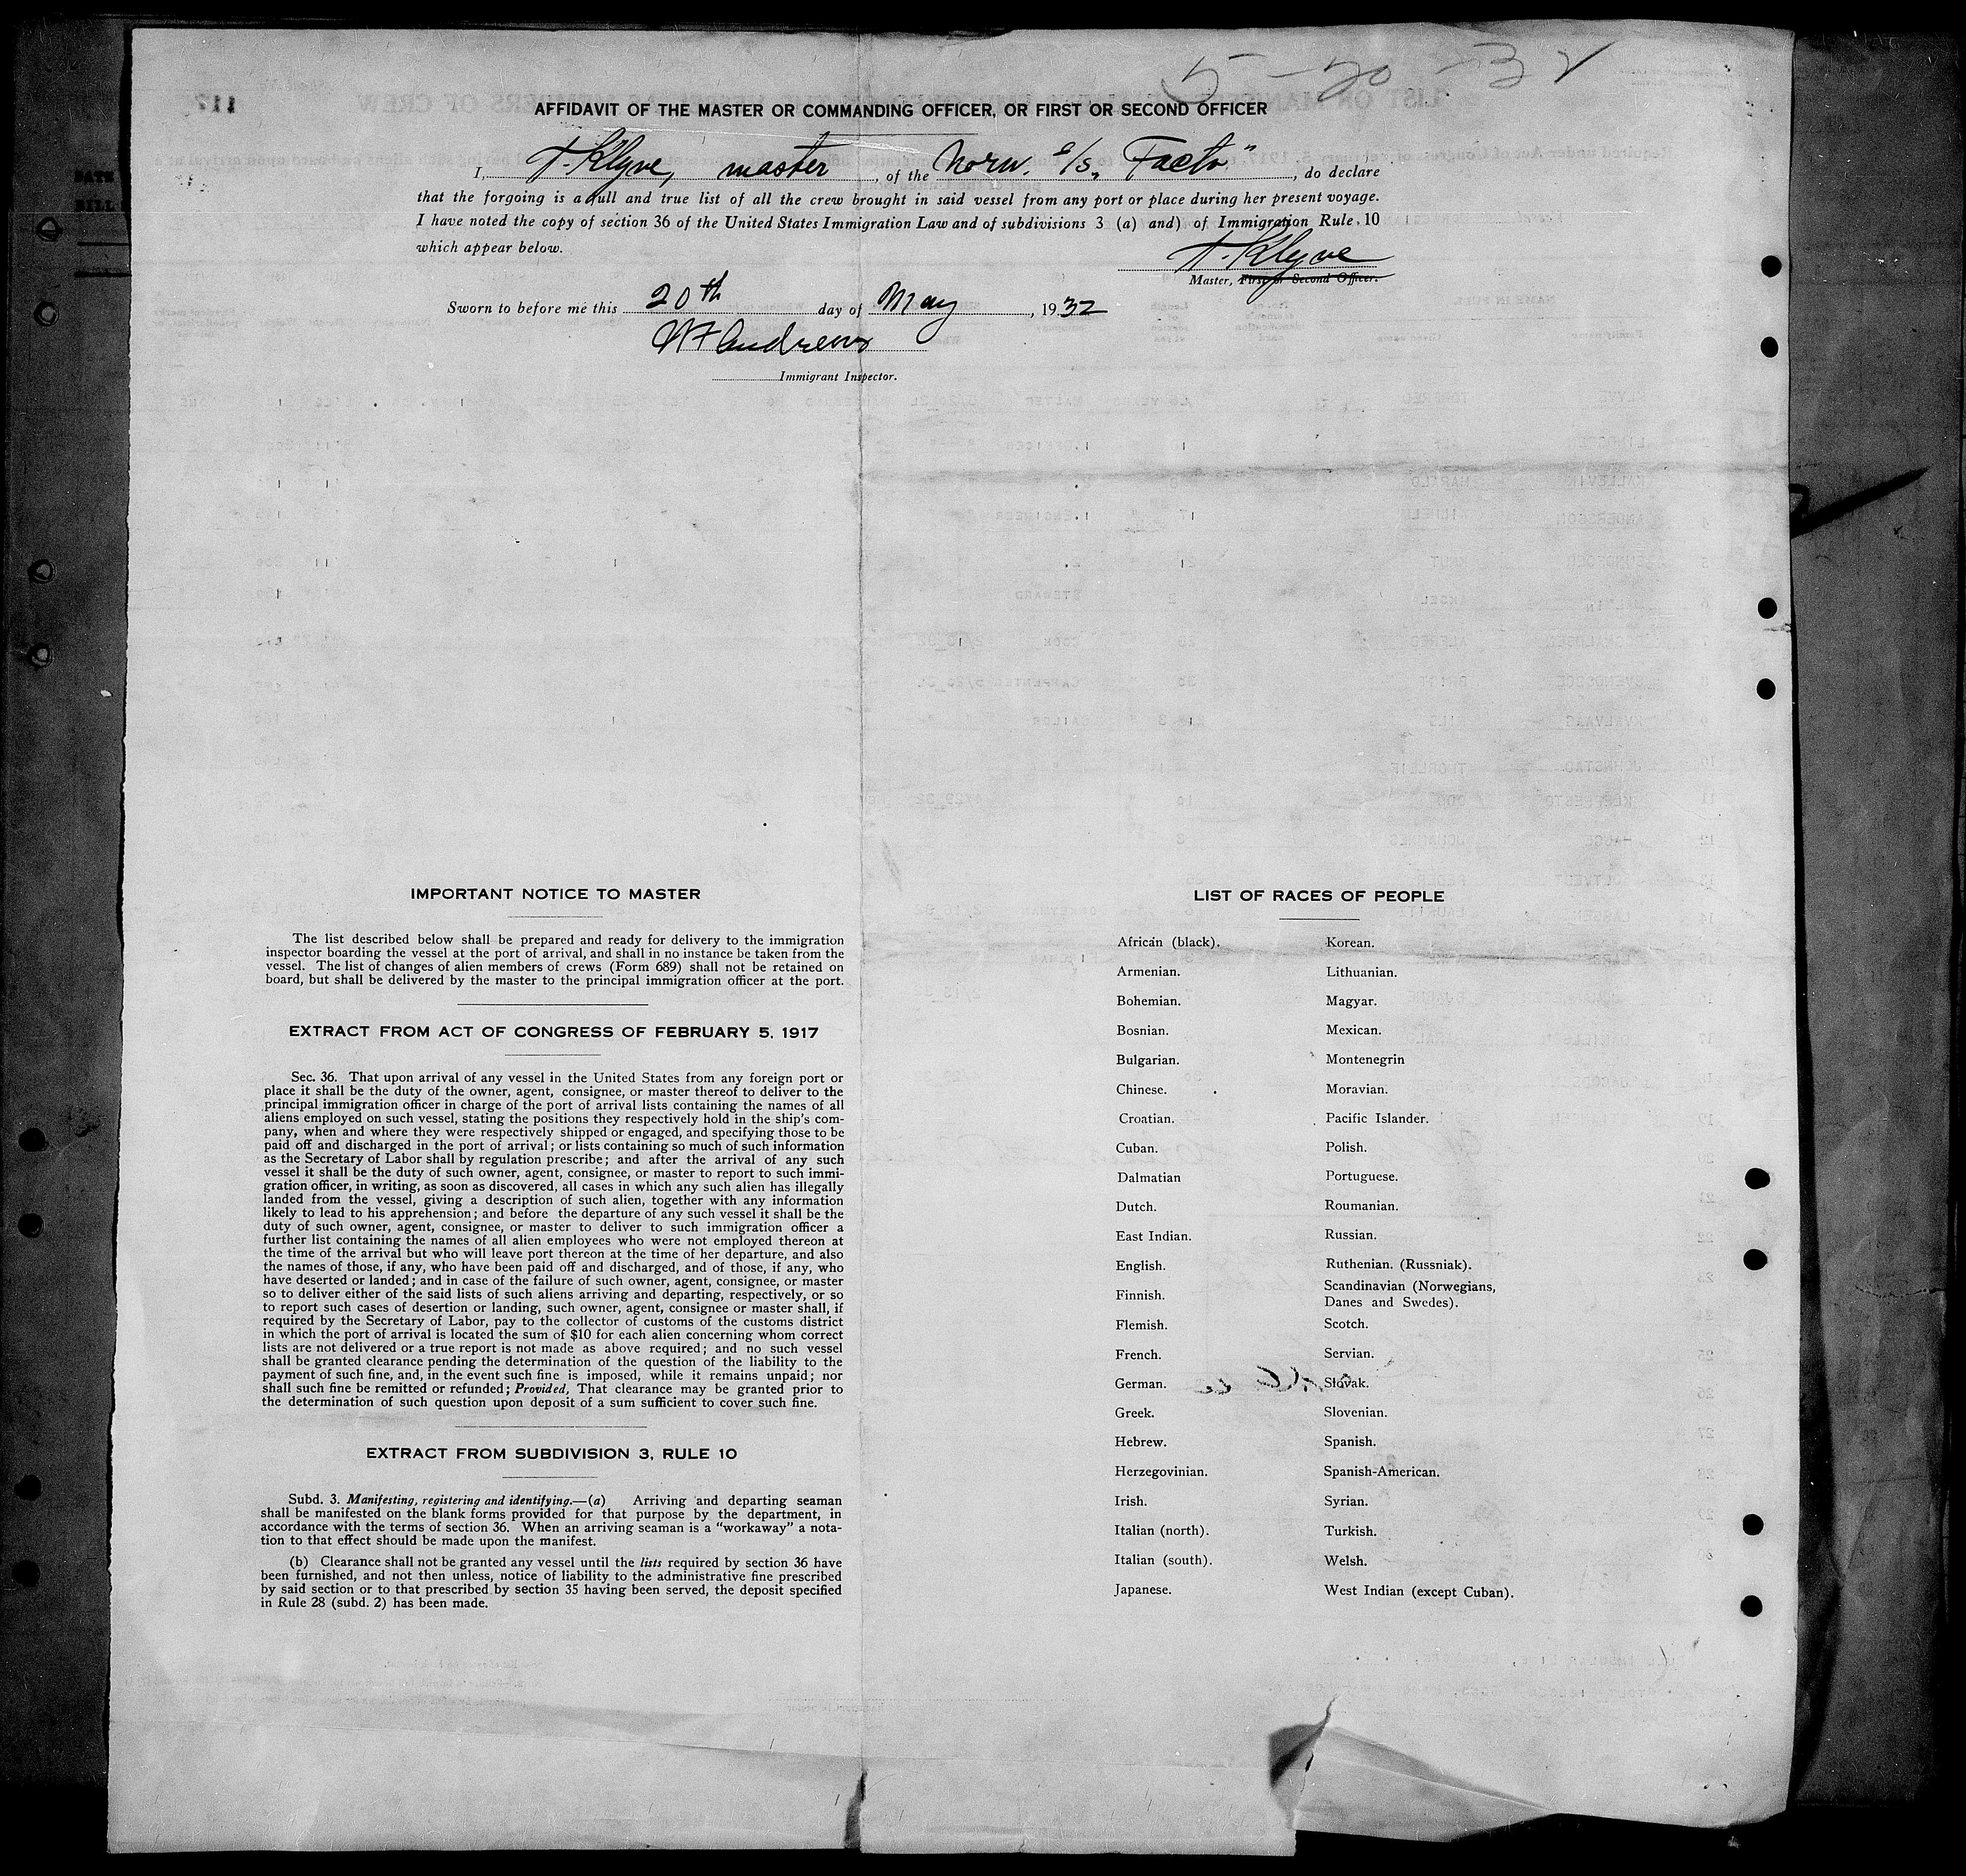 5-20-32
AFFIDAVIT OF THE MASTER OR COMMANDING OFFICER, OR FIRST OR SECOND OFFICER
I, T. Klyve, master, of the Norw. s/s. "Facto", do declare
that the forgoing is a full and true list of all the crew brought in said vessel from any port or place during her present voyage.
I have noted the copy of section 36 of the United States Immigration Law and of subdivisions 3 (a) and) of Immigration Rule. 10
which appear below.
T. Klyve
Master, First or Second Officer.
Sworn to before me this 20th day of May, 1932
Andrews
Immigrant Inspector.
IMPORTANT NOTICE TO MASTER
The list described below shall be prepared and ready for delivery to the immigration
inspector boarding the vessel at the port of arrival, and shall in no instance be taken from the
vessel. The list of changes of alien members of crews (Form 689) shall not be retained on
board, but shall be delivered by the master to the principal immigration officer at the port.
EXTRACT FROM ACT OF CONGRESS OF FEBRUARY 5, 1917
Sec. 36. That upon arrival of any vessel in the United States from any foreign port or
place it shall be the duty of the owner, agent, consignee, or master thereof to deliver to the
principal immigration officer in charge of the port of arrival lists containing the names of all
aliens employed on such vessel, stating the positions they respectively hold in the ship's com-
pany, when and where they were respectively shipped or engaged, and specifying those to be
paid off and discharged in the port of arrival; or lists containing so much of such information
as the Secretary of Labor shall by regulation prescribe; and after the arrival of any such
vessel it shall be the duty of such owner, agent, consignee, or master to report to such immi-
gration officer, in writing, as soon as discovered, all cases in which any such alien has illegally
landed from the vessel, giving a description of such alien, together with any information
likely to lead to his apprehension; and before the departure of any such vessel it shall be the
duty of such owner, agent, consignee, or master to deliver to such immigration officer a
further list containing the names of all alien employees who were not employed thereon at
the time of the arrival but who will leave port thereon at the time of her departure, and also
the names of those, if any, who have been paid off and discharged, and of those, if any, who
have deserted or landed; and in case of the failure of such owner, agent, consignee, or master
so to deliver either of the said lists of such aliens arriving and departing, respectively, or so
to report such cases of desertion or landing, such owner, agent, consignee or master shall, if
required by the Secretary of Labor, pay to the collector of customs of the customs district
in which the port of arrival is located the sum of $10 for each alien concerning whom correct
lists are not delivered or a true report is not made as above required; and no such vessel
shall be granted clearance pending the determination of the question of the liability to the
payment of such fine, and, in the event such fine is imposed, while it remains unpaid; nor
shall such fine be remitted or refunded; Provided, That clearance may be granted prior to
the determination of such question upon deposit of a sum sufficient to cover such fine.
EXTRACT FROM SUBDIVISION 3, RULE 10
Subd. 3. Manifesting, registering and identifying.—(a) Arriving and departing seaman
shall be manifested on the blank forms provided for that purpose by the department, in
accordance with the terms of section 36. When an arriving seaman is a "workaway" a nota-
tion to that effect should be made upon the manifest.
(b) Clearance shall not be granted any vessel until the lists required by section 36 have
been furnished, and not then unless, notice of liability to the administrative fine prescribed
by said section or to that prescribed by section 35 having been served, the deposit specified
in Rule 28 (subd. 2) has been made.
LIST OF RACES OF PEOPLE
African (black).
Armenian.
Bohemian.
Bosnian.
Bulgarian.
Chinese.
Croatian.
Cuban.
Dalmatian
Dutch.
East Indian.
English.
Finnish.
Flemish.
French.
German.
Greek.
Hebrew.
Herzegovinian.
Irish.
Italian (north).
Italian (south).
Japanese.
Korean.
Lithuanian.
Magyar.
Mexican.
Montenegrin
Moravian.
Pacific Islander.
Polish.
Portuguese.
Roumanian.
Russian.
Ruthenian. (Russniak).
Scandinavian (Norwegians,
Danes and Swedes).
Scotch.
Servian.
Slovak.
Slovenian.
Spanish.
Spanish-American.
Syrian.
Turkish.
Welsh.
West Indian (except Cuban).